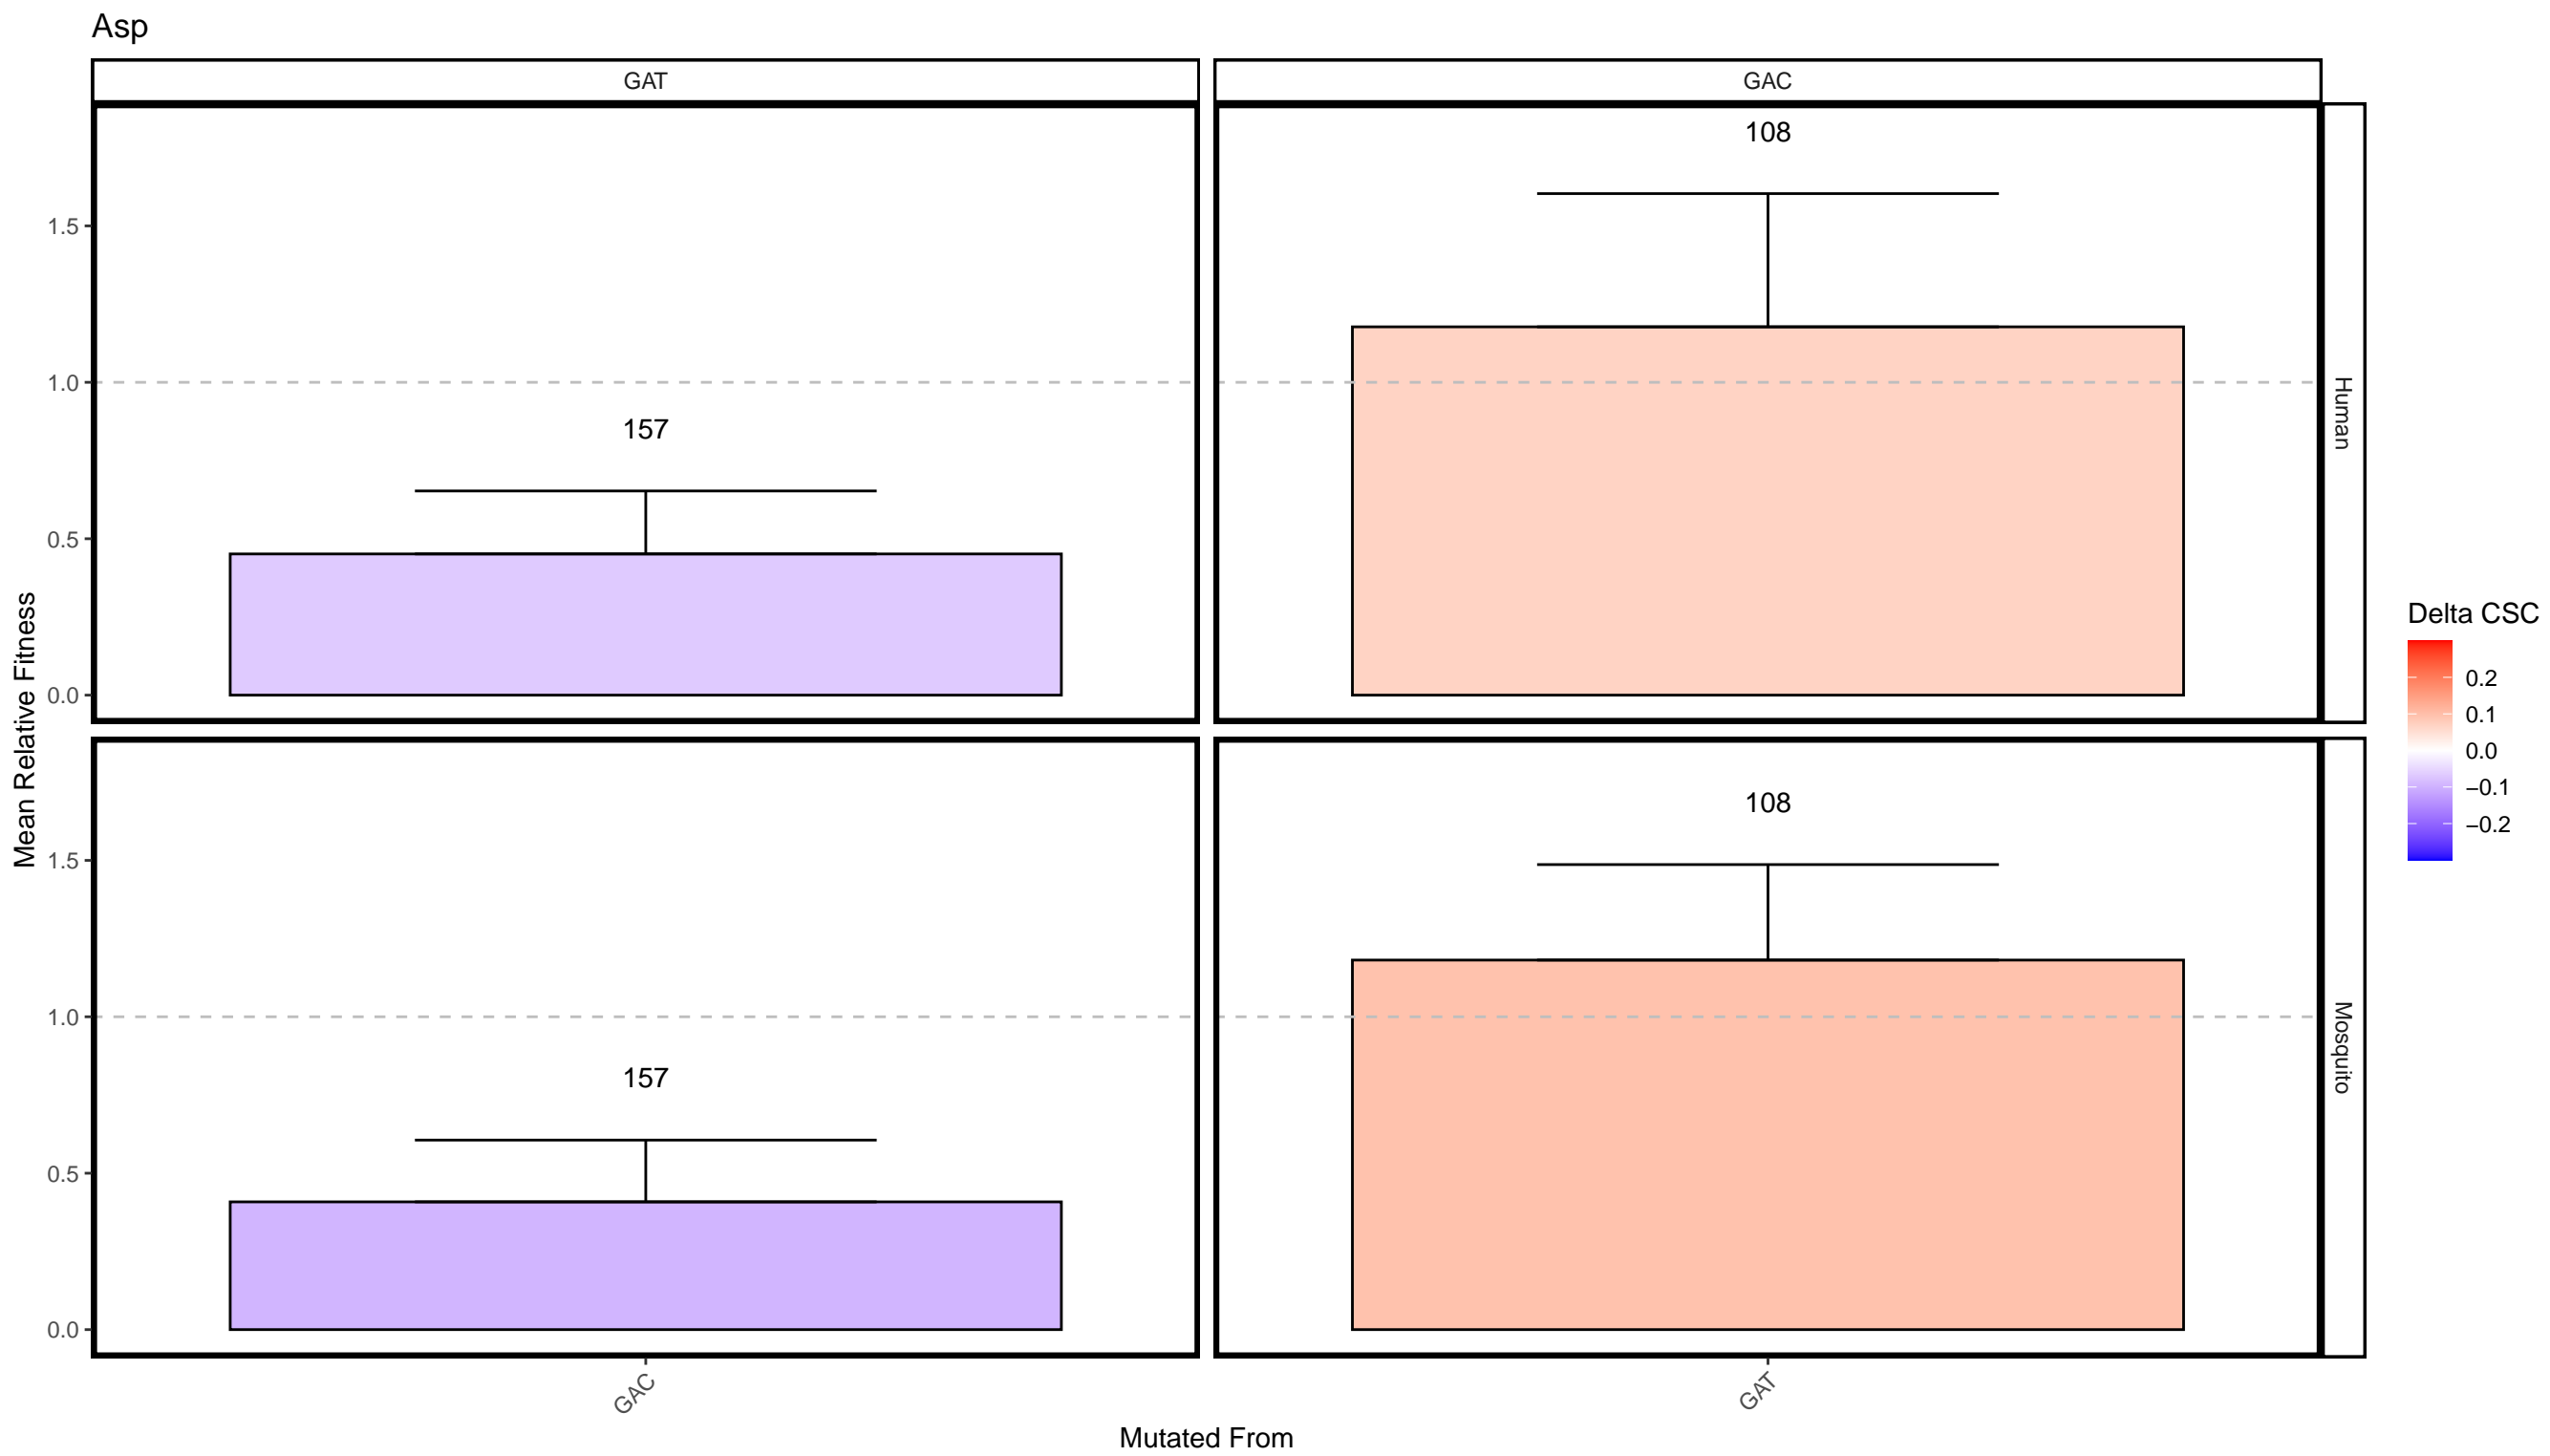 Asp
GAT
GAC
108
1.5
1.0
157
0.5
0.0
Human
Mean Relative Fitness
108
1.5
1.0
157
0.5
0.0
Mosquito
Delta CSC
0.2
0.1
0.0
−0.1
−0.2
GAC
GAT
Mutated From